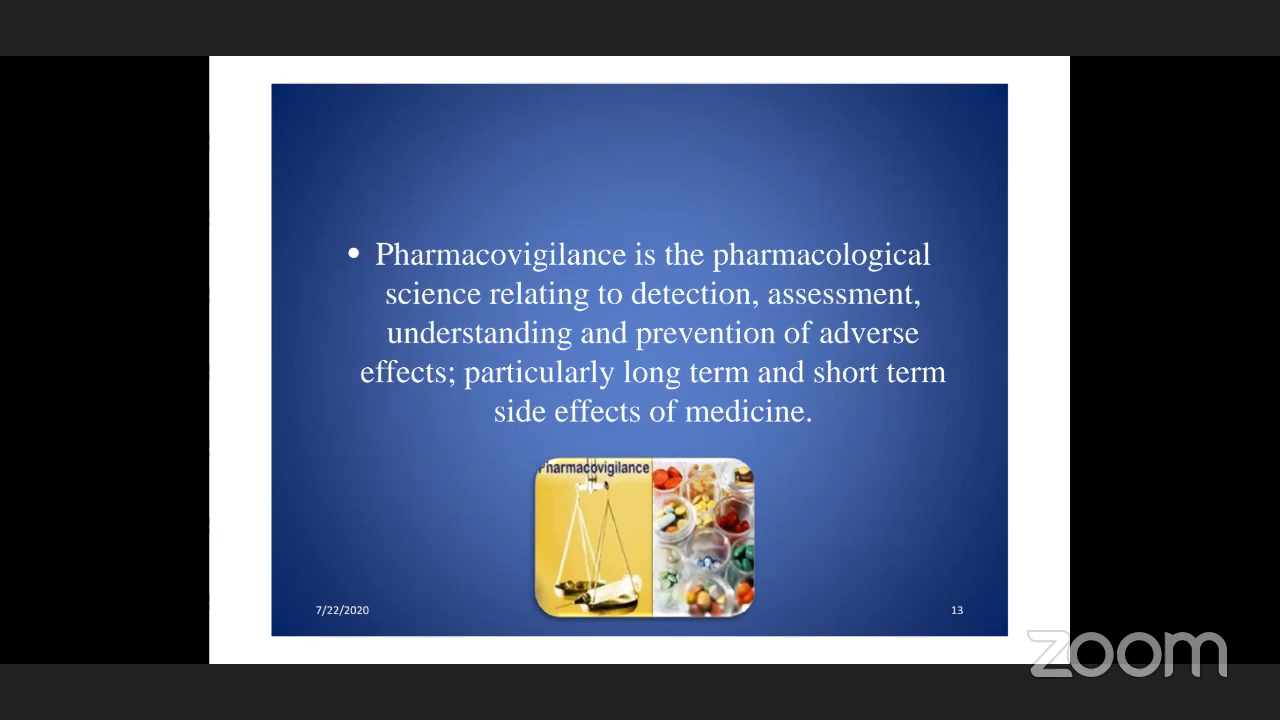 • Pharmacovigilance is the pharmacological
science relating to detection, assessment,
understanding and prevention of adverse
effects; particularly long term and short term
side effects of medicine.
Pharmacovigilance
7/22/2020
13
zoom